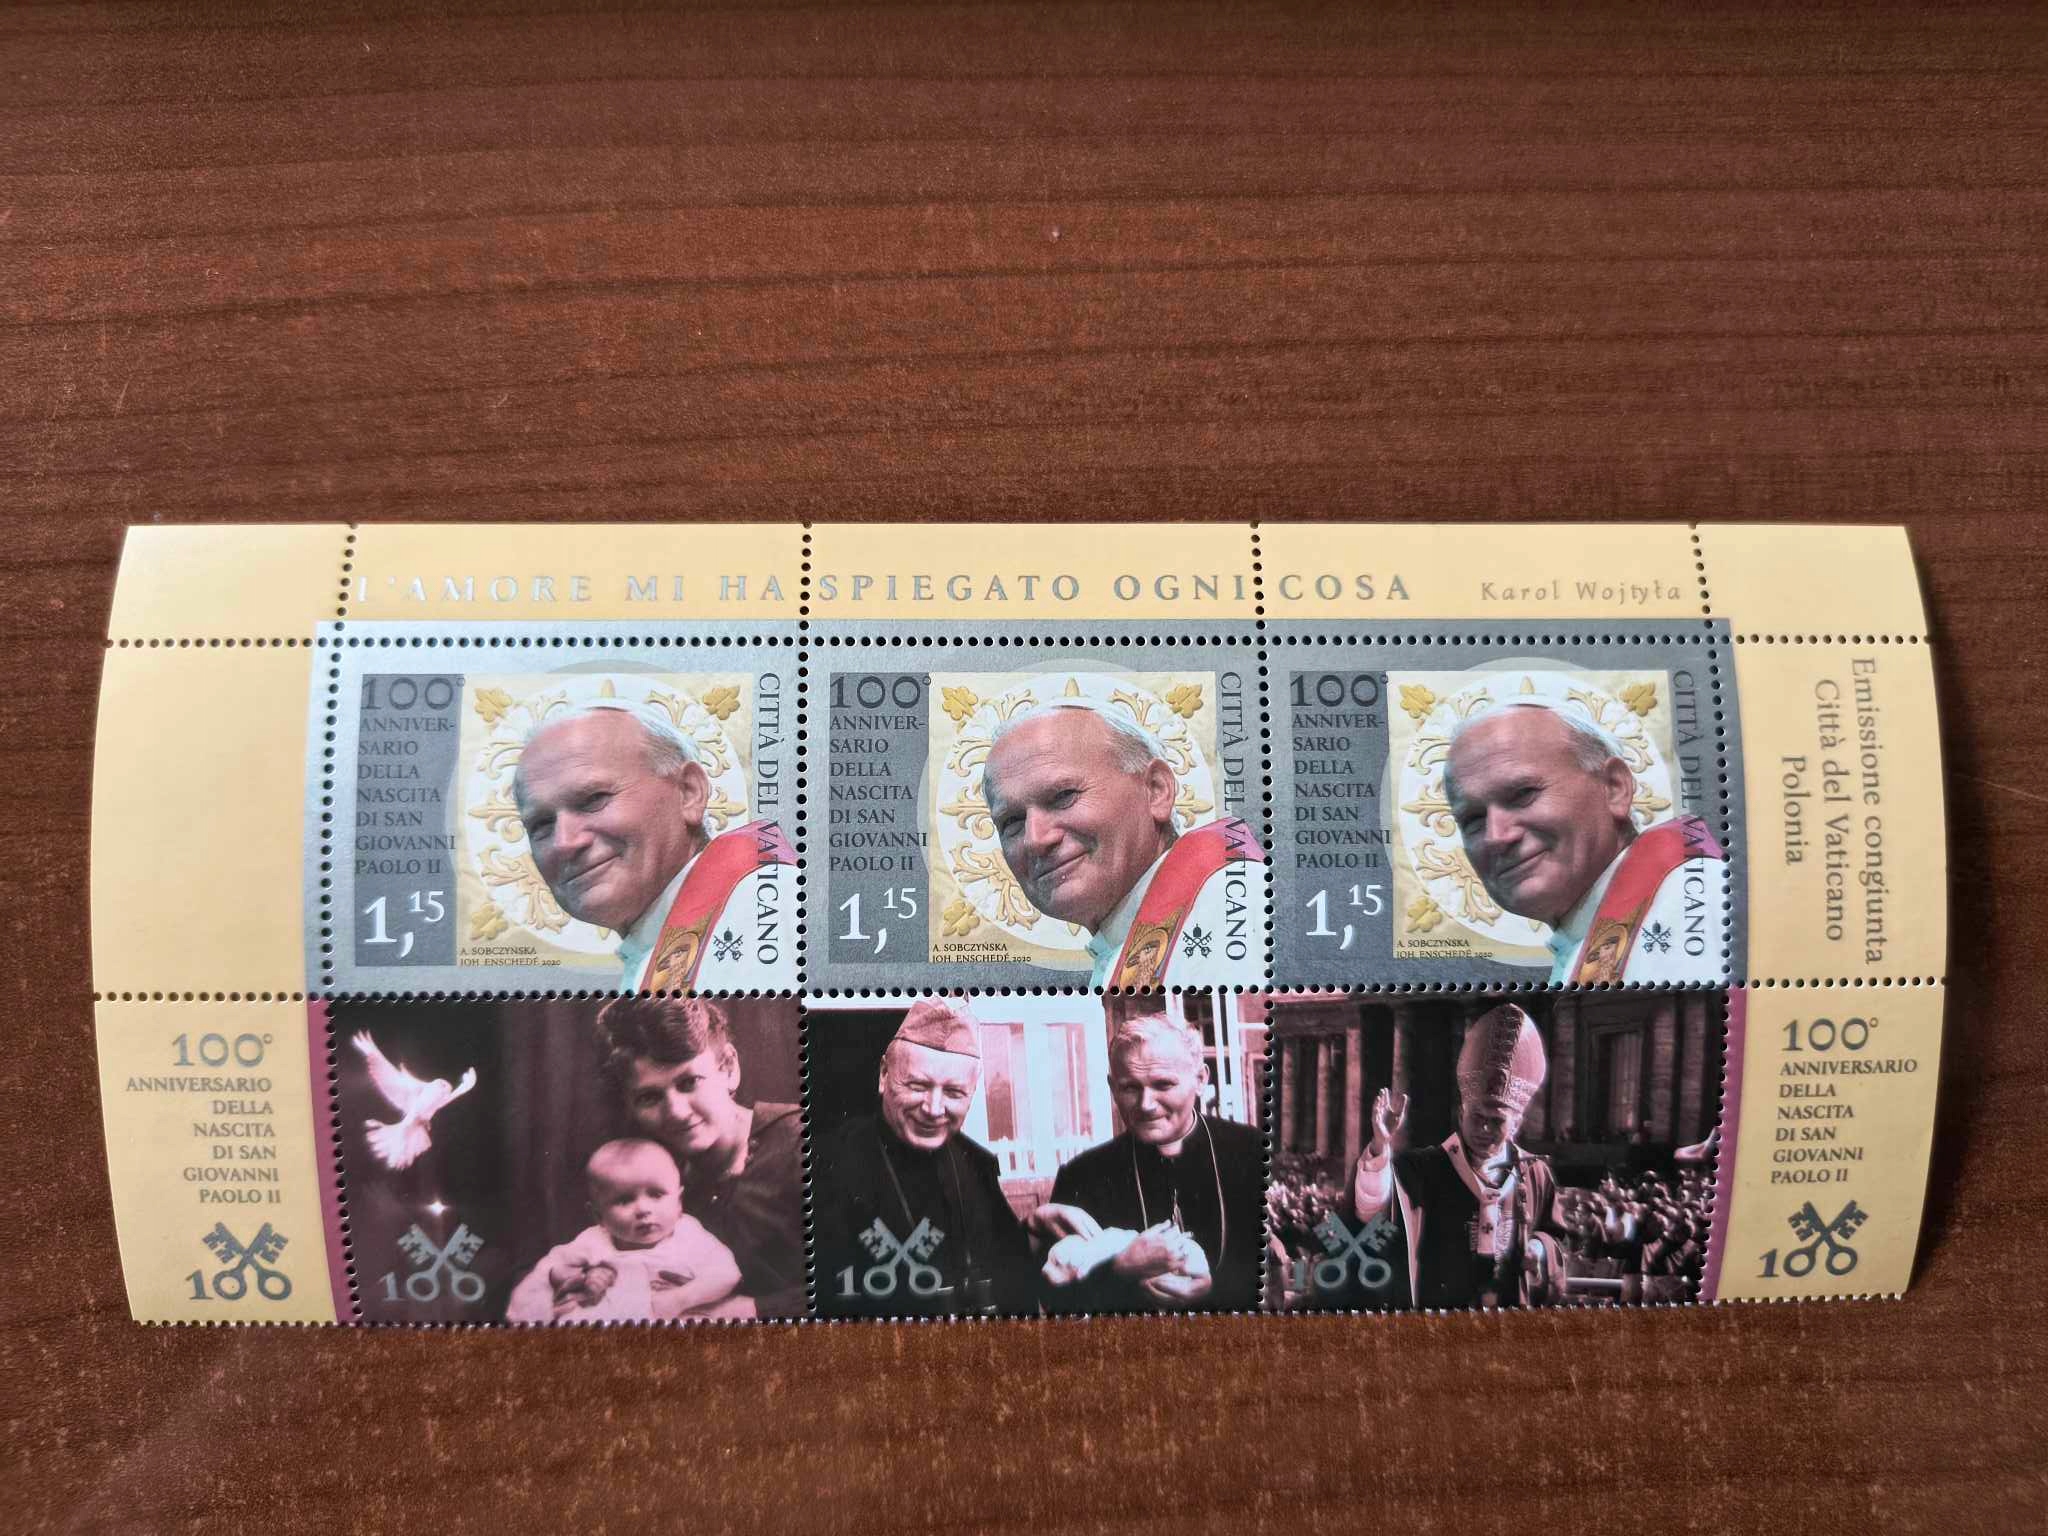 L'AMORE MI HA SPIEGATO OGNI COSA
Karol Wojtyła
100°
ANNIVER-
SARIO
DELLA
NASCITA
DI SAN
GIOVANNI
PAOLO II
1,15
CITTÀ DEL VATICANO
A. SOBCZYŃSKA
JOH. ENSCHEDÉ 2020
100°
ANNIVER-
SARIO
DELLA
NASCITA
DI SAN
GIOVANNI
PAOLO II
1,15
CITTÀ DEL VATICANO
A. SOBCZYŃSKA
JOH. ENSCHEDÉ 2020
100°
ANNIVER-
SARIO
DELLA
NASCITA
DI SAN
GIOVANNI
PAOLO II
1,15
CITTÀ DEL VATICANO
A. SOBCZYŃSKA
JOH. ENSCHEDÉ 2020
Emissione congiunta
Città del Vaticano
Polonia
100°
ANNIVERSARIO
DELLA
NASCITA
DI SAN
GIOVANNI
PAOLO II
100
100
100
100
100°
ANNIVERSARIO
DELLA
NASCITA
DI SAN
GIOVANNI
PAOLO II
100